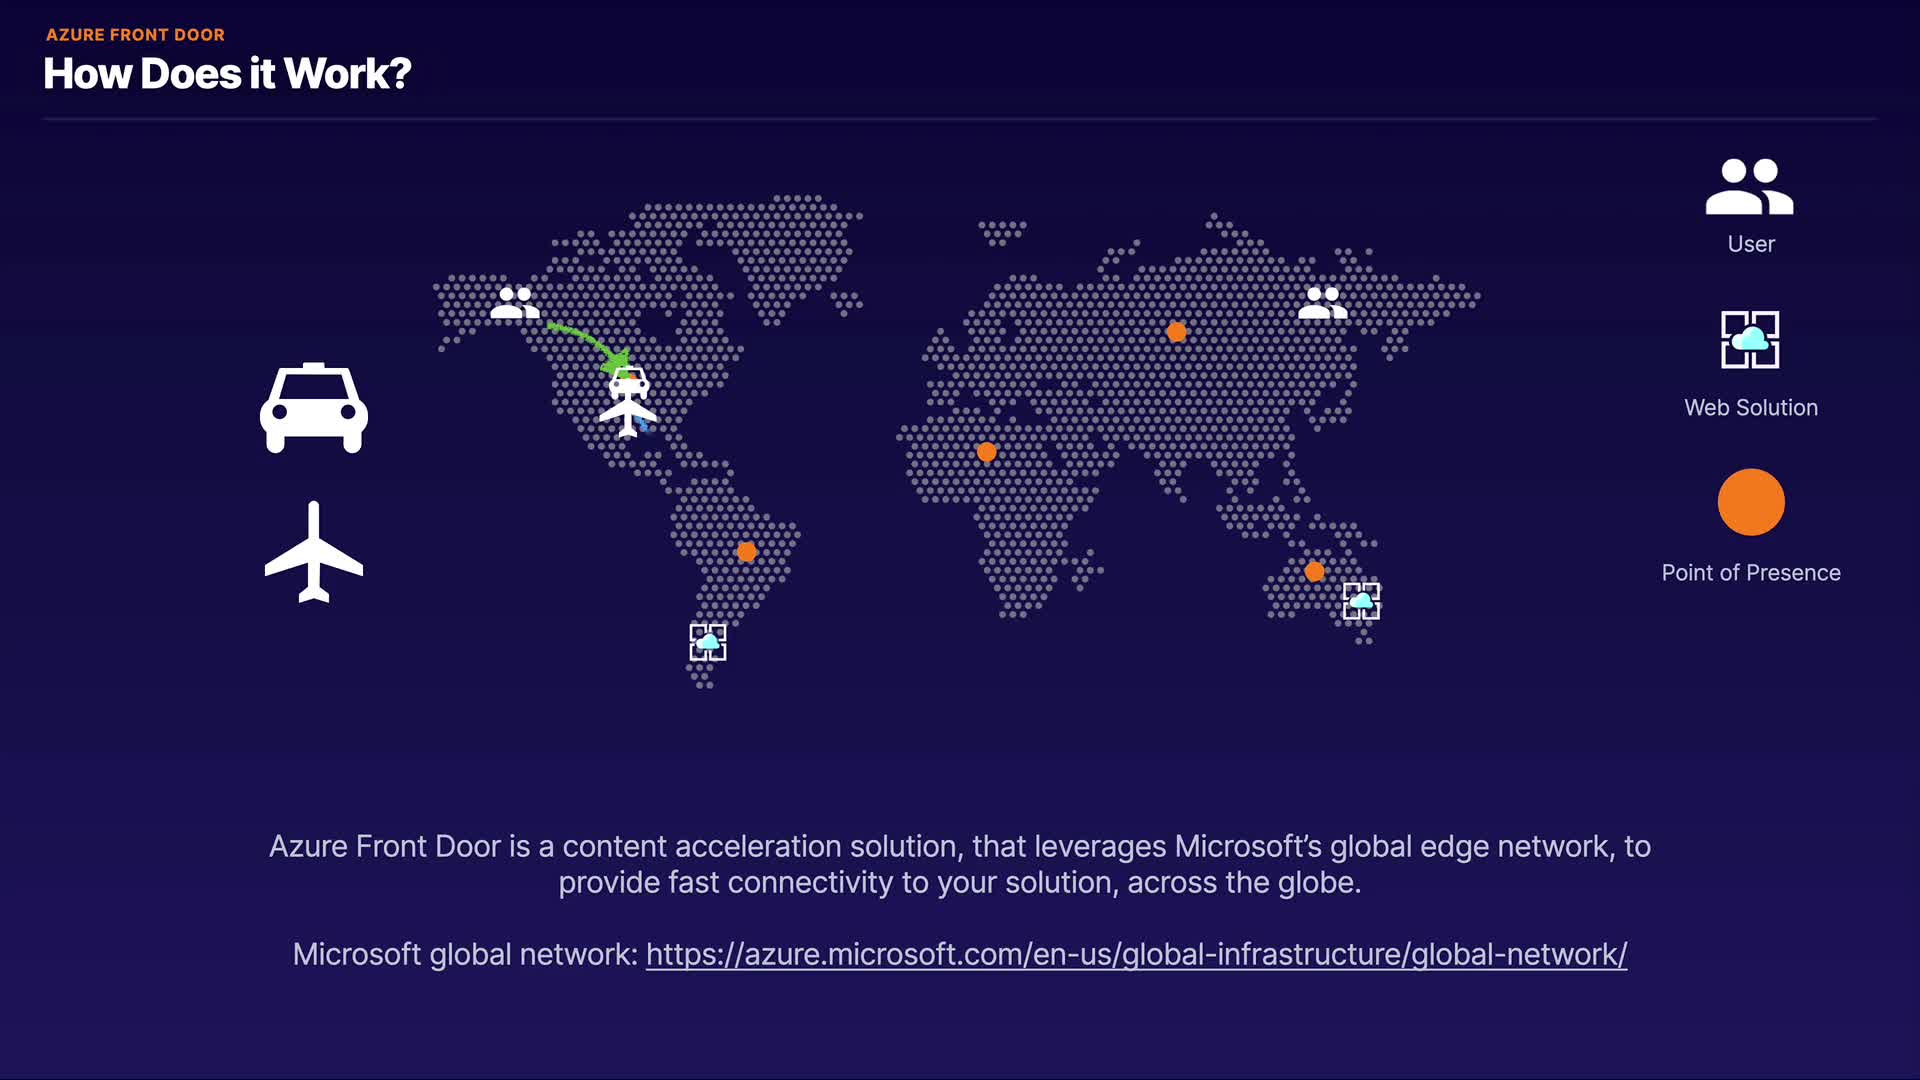 AZURE FRONT DOOR
How Does it Work?
User
Web Solution
Point of Presence
Azure Front Door is a content acceleration solution, that leverages Microsoft’s global edge network, to
provide fast connectivity to your solution, across the globe.
Microsoft global network: https://azure.microsoft.com/en-us/global-infrastructure/global-network/